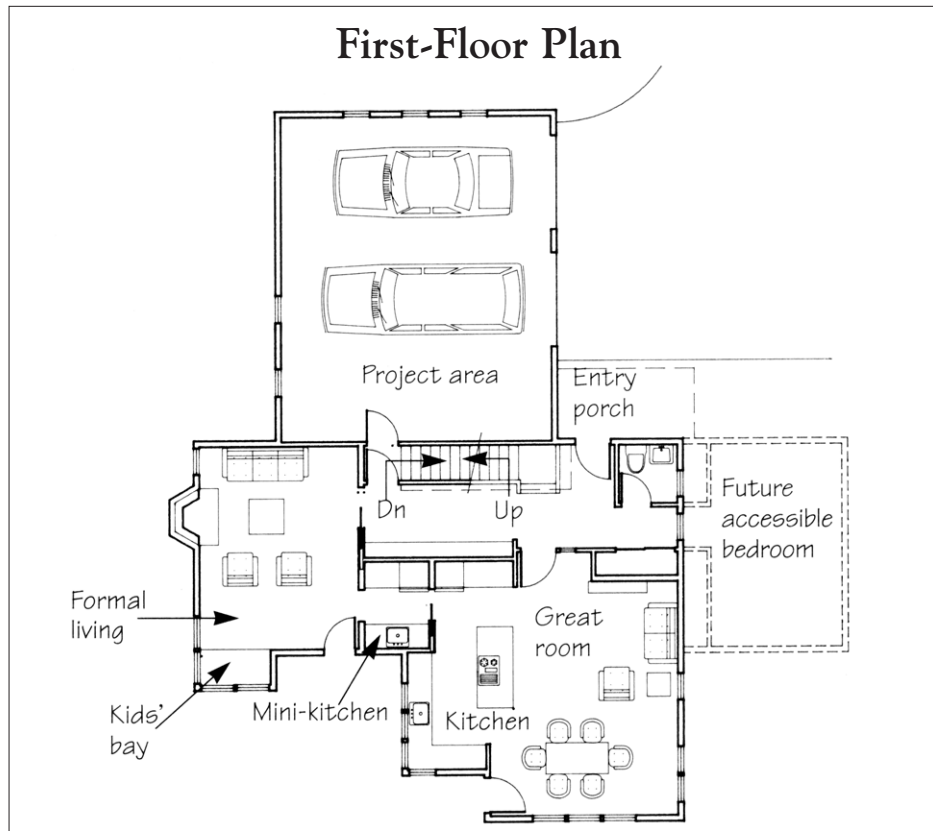 First-Floor Plan
Project area
Entry
porch
Dn
Up
Future
accessible
bedroom
Formal
living
Great
room
Kids'
bay
Mini-kitchen
Kitchen